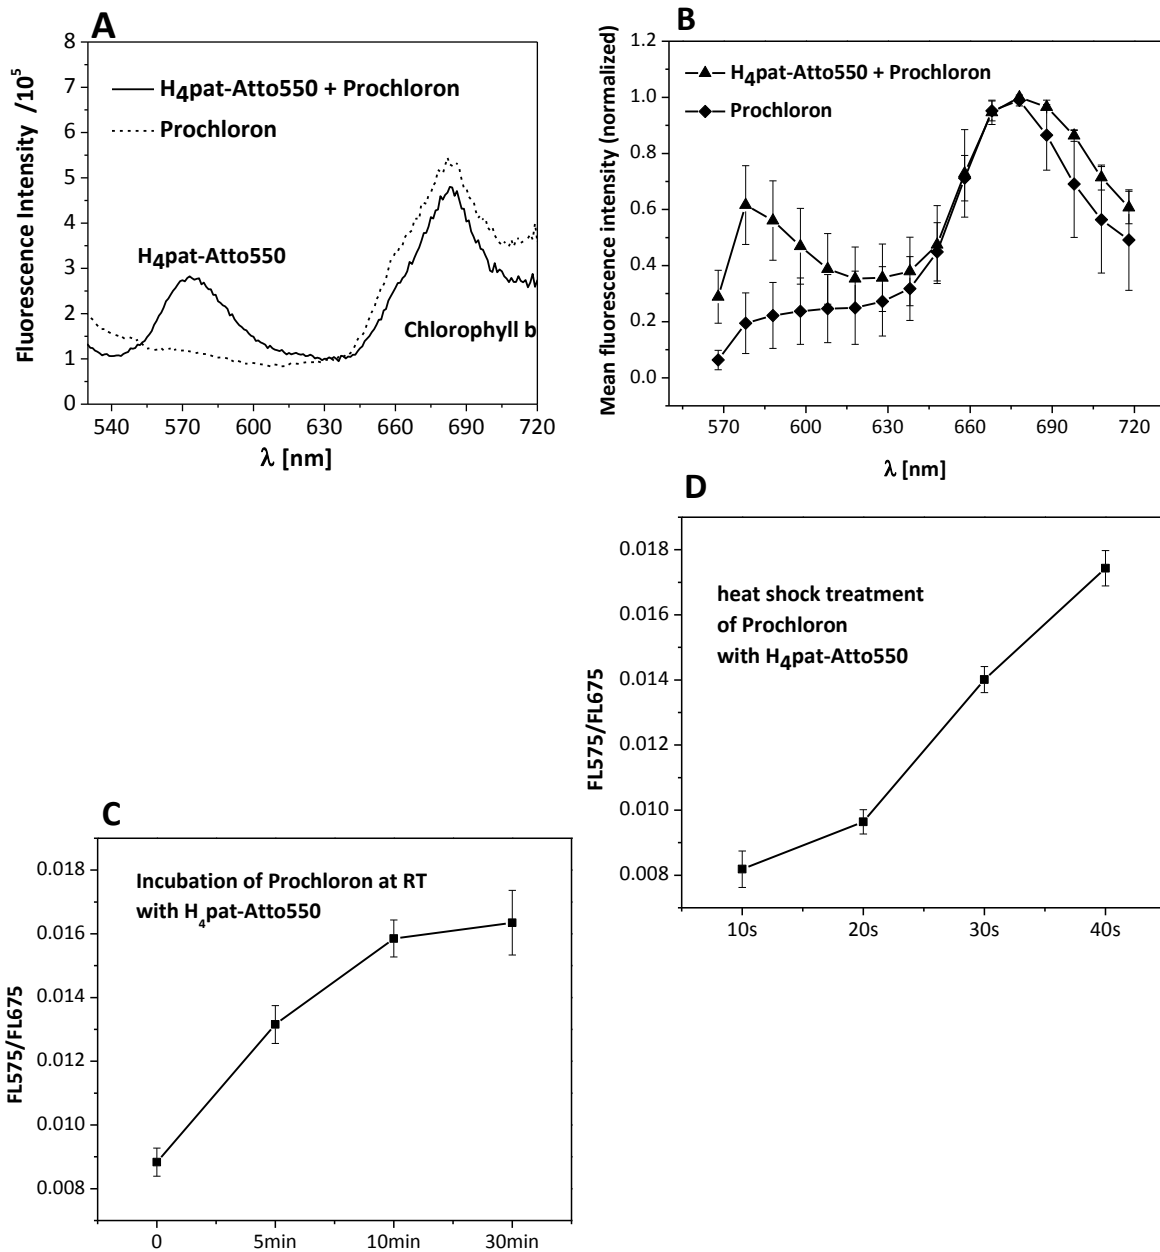 A
8
7
6
5
4
3
2
1
0
Fluorescence Intensity /10⁵
H₄pat-Atto550 + Prochloron
Prochloron
H₄pat-Atto550
Chlorophyll b
540 570 600 630 660 690 720
λ [nm]
B
1.2
1.0
0.8
0.6
0.4
0.2
0.0
Mean fluorescence intensity (normalized)
H₄pat-Atto550 + Prochloron
Prochloron
570 600 630 660 690 720
λ [nm]
D
0.018
0.016
0.014
0.012
0.010
0.008
FL575/FL675
heat shock treatment
of Prochloron
with H₄pat-Atto550
10s 20s 30s 40s
C
0.018
0.016
0.014
0.012
0.010
0.008
FL575/FL675
Incubation of Prochloron at RT
with H₄pat-Atto550
0 5min 10min 30min